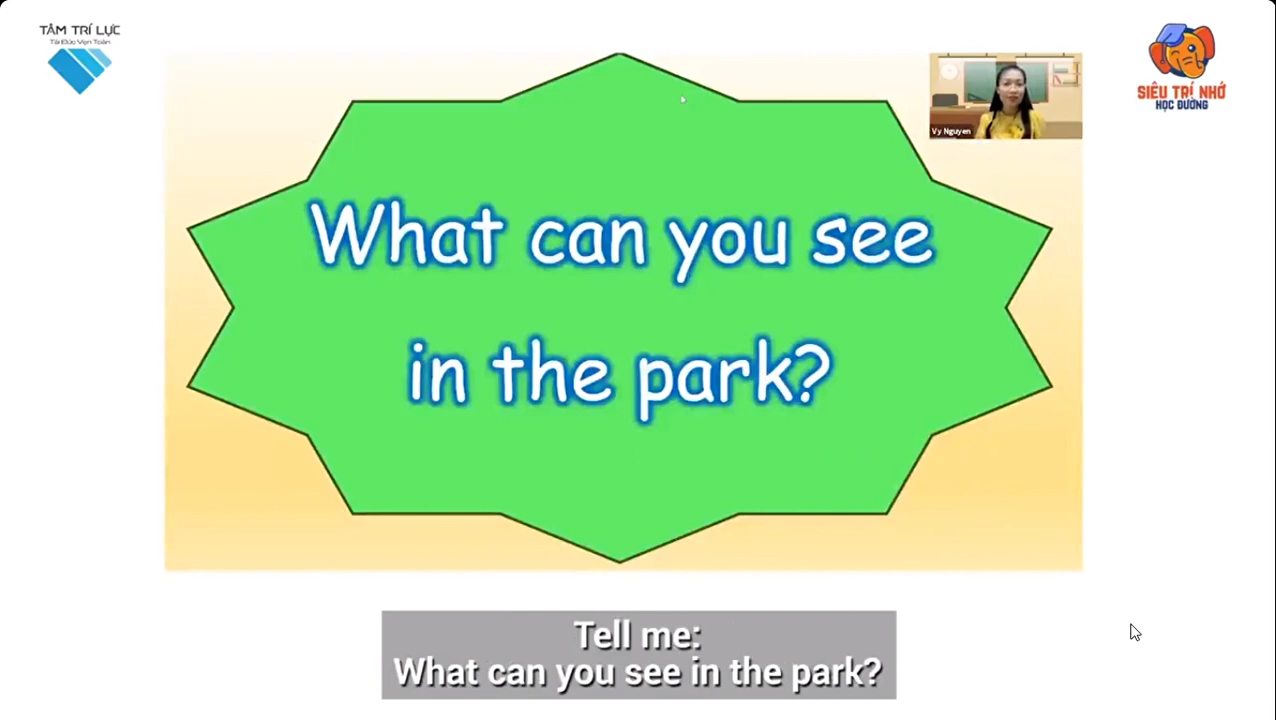 TÂM TRÍ LỰC
Tài Đức Vẹn Toàn
SIÊU TRÍ NHỚ
HỌC ĐƯỜNG
Vy Nguyen
What can you see
in the park?
Tell me:
What can you see in the park?